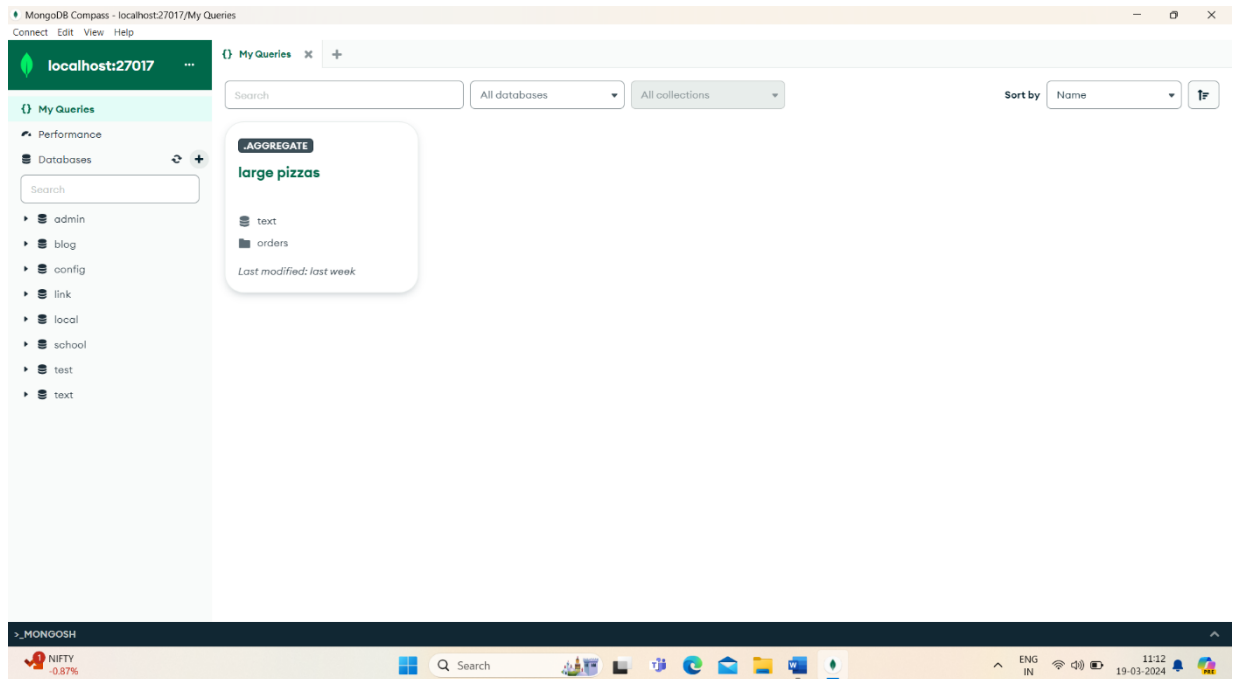 MongoDB Compass - localhost:27017/My Queries
Connect Edit View Help
localhost:27017 ...
{} My Queries
{} My Queries
Performance
Databases
Search
admin
blog
config
link
local
school
test
text
Search
All databases
All collections
Sort by
Name
.AGGREGATE
large pizzas
text
orders
Last modified: last week
>_MONGOSH
1
NIFTY
-0.87%
Search
ENG
IN
11:12
19-03-2024
PRE